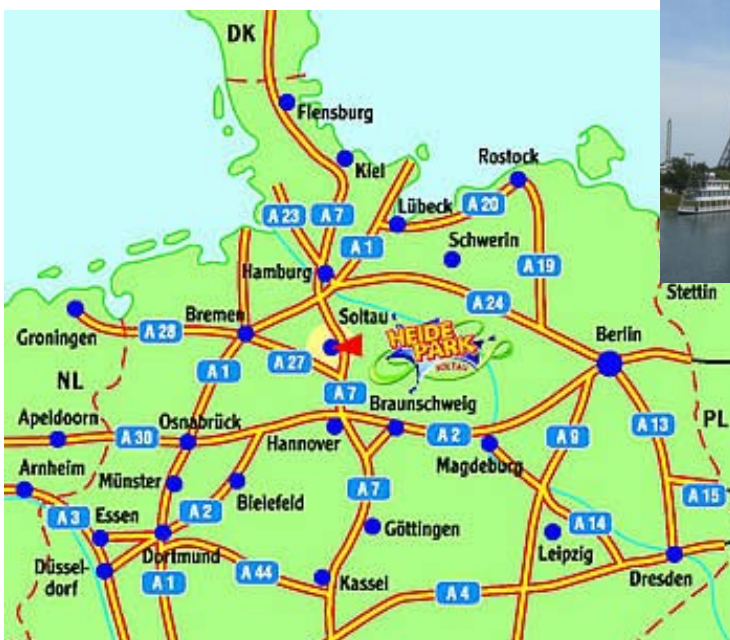 DK
Flensburg
Kiel
Rostock
A 23
A 7
Lübeck
A 20
A 1
Schwerin
Hamburg
A 19
Stettin
A 24
Bremen
Soltau
Groningen
A 28
HEIDE
PARK
SOLTAU
Berlin
A 27
A 1
NL
A 7
Braunschweig
Apeldoorn
Osnabrück
A 30
Hannover
A 2
A 9
A 13
PL
Magdeburg
Arnheim
Münster
Bielefeld
A 7
A 15
A 3
Essen
A 2
Göttingen
A 14
Leipzig
Düssel-
dorf
Dortmund
A 1
A 44
Kassel
A 4
Dresden